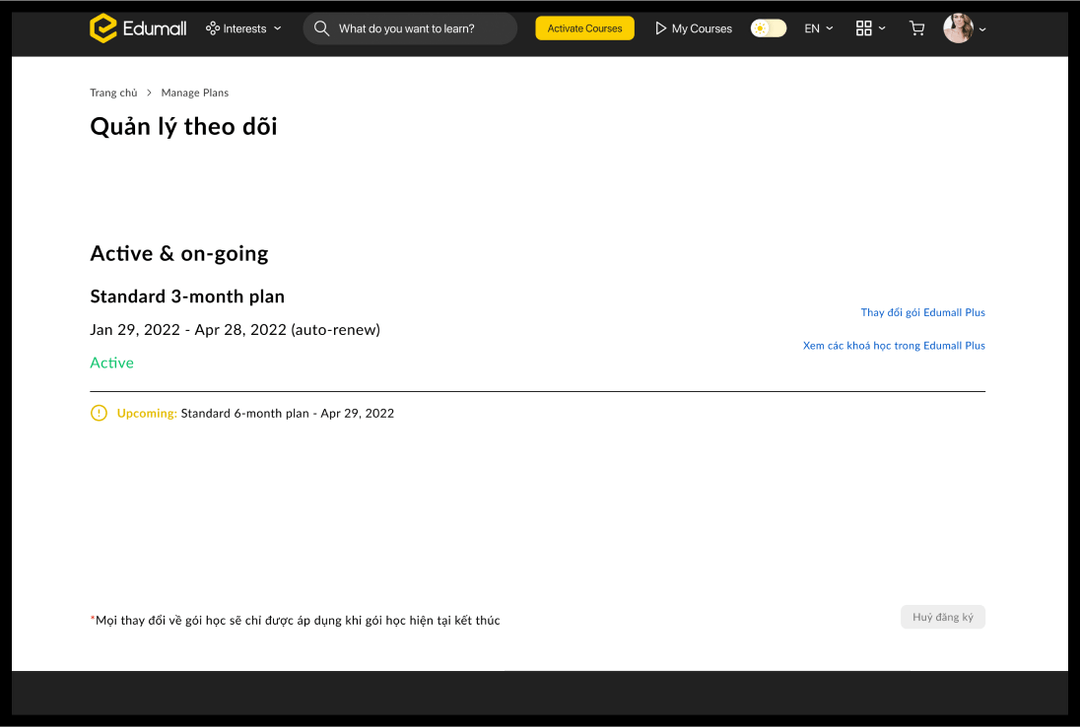 Edumall
Interests
What do you want to learn?
Activate Courses
My Courses
EN
Trang chủ > Manage Plans
Quản lý theo dõi
Active & on-going
Standard 3-month plan
Jan 29, 2022 - Apr 28, 2022 (auto-renew)
Active
Thay đổi gói Edumall Plus
Xem các khoá học trong Edumall Plus
Upcoming: Standard 6-month plan - Apr 29, 2022
*Mọi thay đổi về gói học sẽ chỉ được áp dụng khi gói học hiện tại kết thúc
Huỷ đăng ký